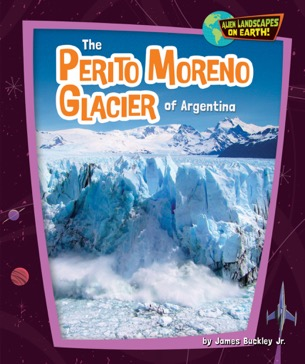 ALIEN LANDSCAPES
ON EARTH!
The
PERITO MORENO
GLACIER of Argentina
by James Buckley Jr.